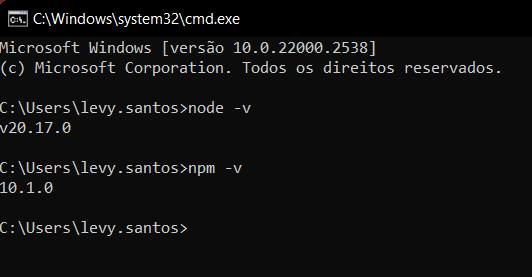 C:\Windows\system32\cmd.exe
Microsoft Windows [versão 10.0.22000.2538]
(c) Microsoft Corporation. Todos os direitos reservados.
C:\Users\levy.santos>node -v
v20.17.0
C:\Users\levy.santos>npm -v
10.1.0
C:\Users\levy.santos>